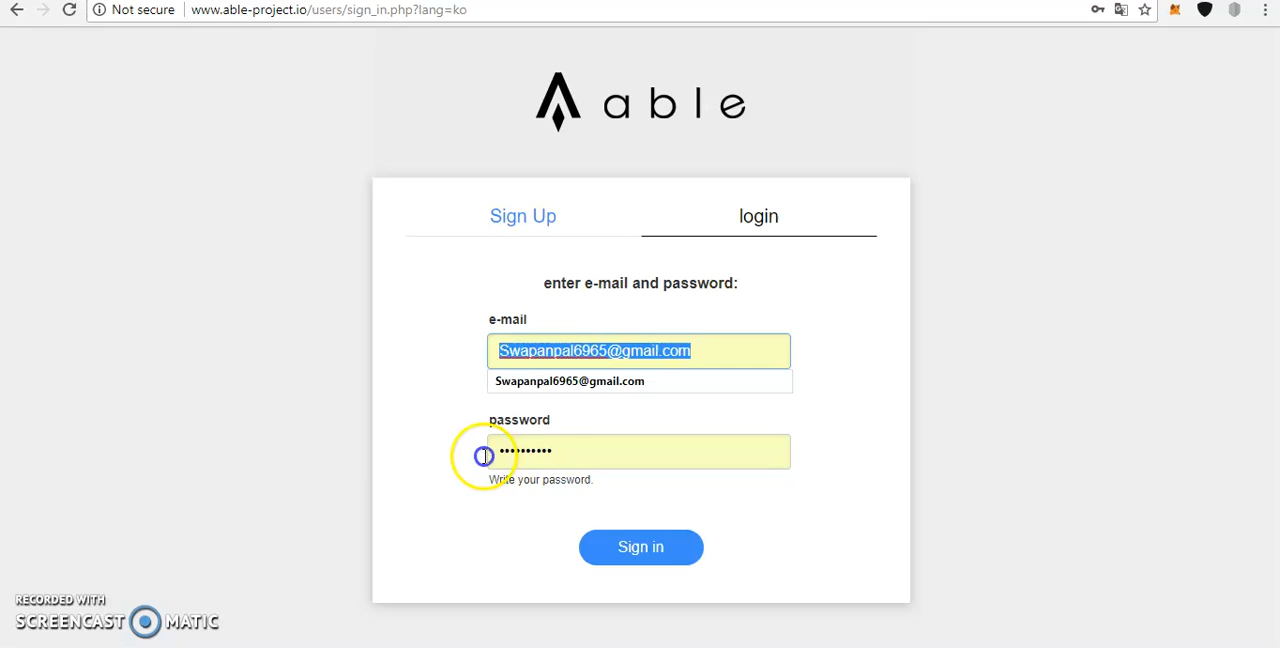 Not secure | www.able-project.io/users/sign_in.php?lang=ko
able
Sign Up login
enter e-mail and password:
e-mail
Swapanpal6965@gmail.com
Swapanpal6965@gmail.com
password
••••••••••
Write your password.
Sign in
RECORDED WITH
SCREENCAST MATIC